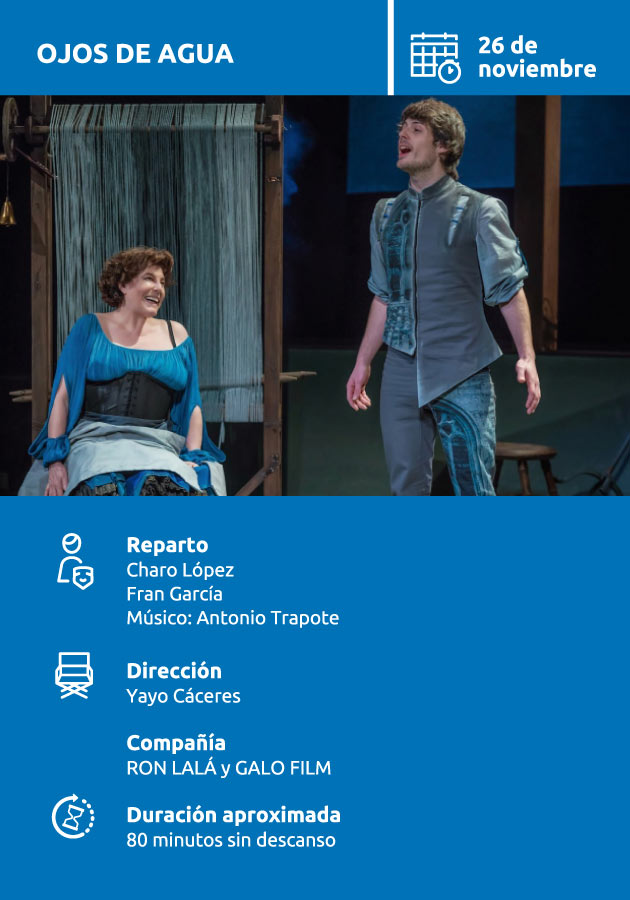 OJOS DE AGUA
26 de
noviembre
Reparto
Charo López
Fran García
Músico: Antonio Trapote
Dirección
Yayo Cáceres
Compañía
RON LALÁ y GALO FILM
Duración aproximada
80 minutos sin descanso